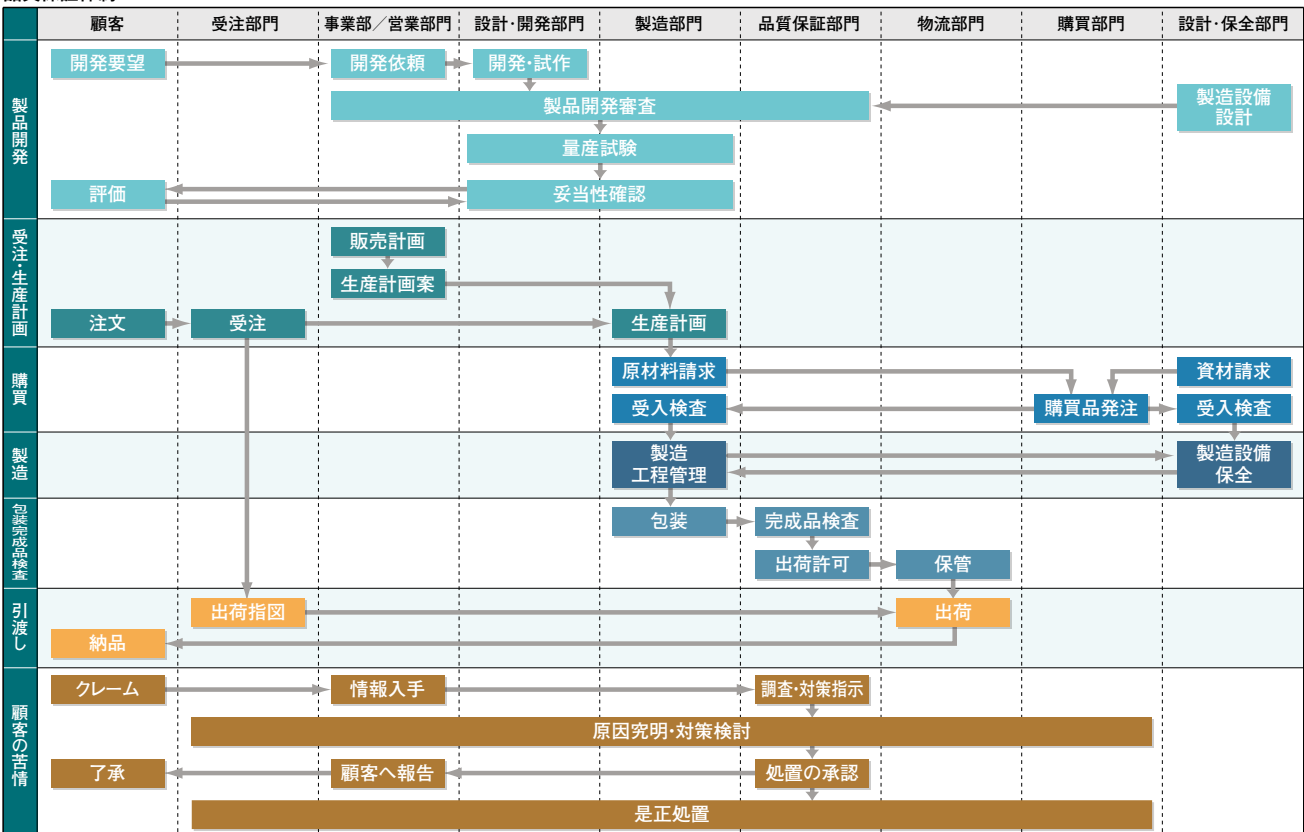 顧客
受注部門
事業部／営業部門
設計・開発部門
製造部門
品質保証部門
物流部門
購買部門
設計・保全部門
製品開発
開発要望
開発依頼
開発・試作
製品開発審査
製造設備
設計
量産試験
評価
妥当性確認
受注・生産計画
販売計画
生産計画案
注文
受注
生産計画
購買
原材料請求
資材請求
受入検査
購買品発注
受入検査
製造
製造
工程管理
製造設備
保全
包装完成品検査
包装
完成品検査
出荷許可
保管
引渡し
出荷指図
出荷
納品
顧客の苦情
クレーム
情報入手
調査・対策指示
原因究明・対策検討
了承
顧客へ報告
処置の承認
是正処置